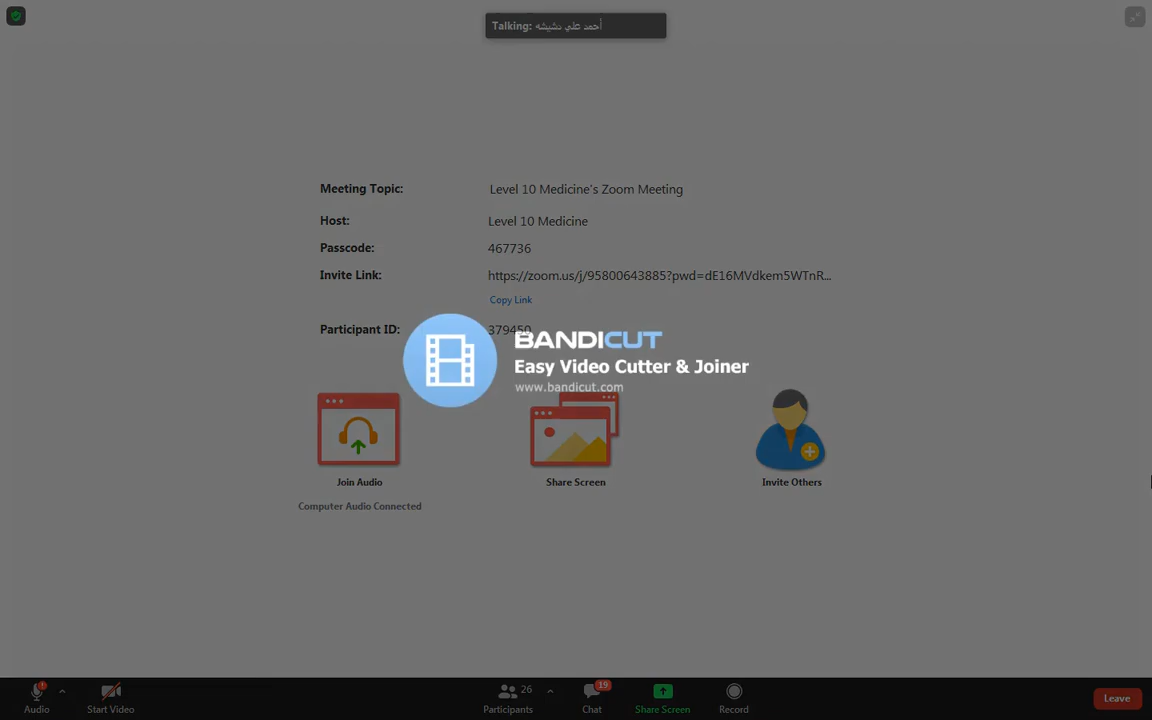 Talking: أحمد علي نشيشه
Meeting Topic: Level 10 Medicine's Zoom Meeting
Host: Level 10 Medicine
Passcode: 467736
Invite Link: https://zoom.us/j/95800643885?pwd=dE16MVdkem5WTnR...
Copy Link
Participant ID: 379450
BANDICUT
Easy Video Cutter & Joiner
www.bandicut.com
Join Audio
Share Screen
Invite Others
Computer Audio Connected
Audio
Start Video
Participants 26
Chat 19
Share Screen
Record
Leave